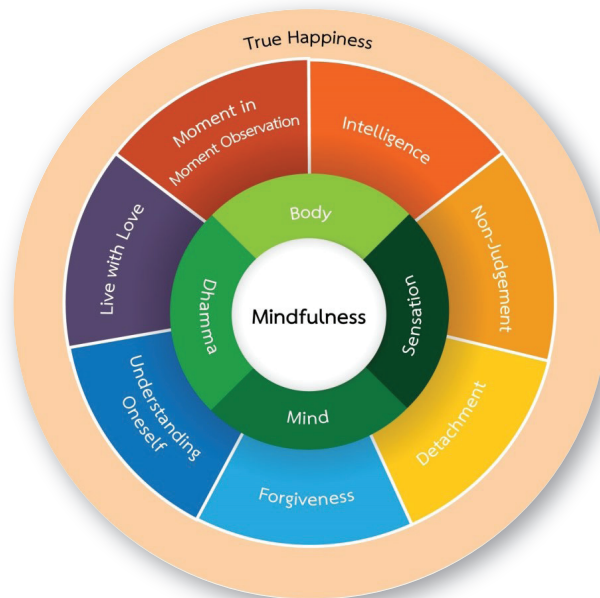 True Happiness
Moment in
Moment Observation
Intelligence
Non-Judgement
Detachment
Forgiveness
Understanding
Oneself
Live with Love
Body
Sensation
Mind
Dhamma
Mindfulness